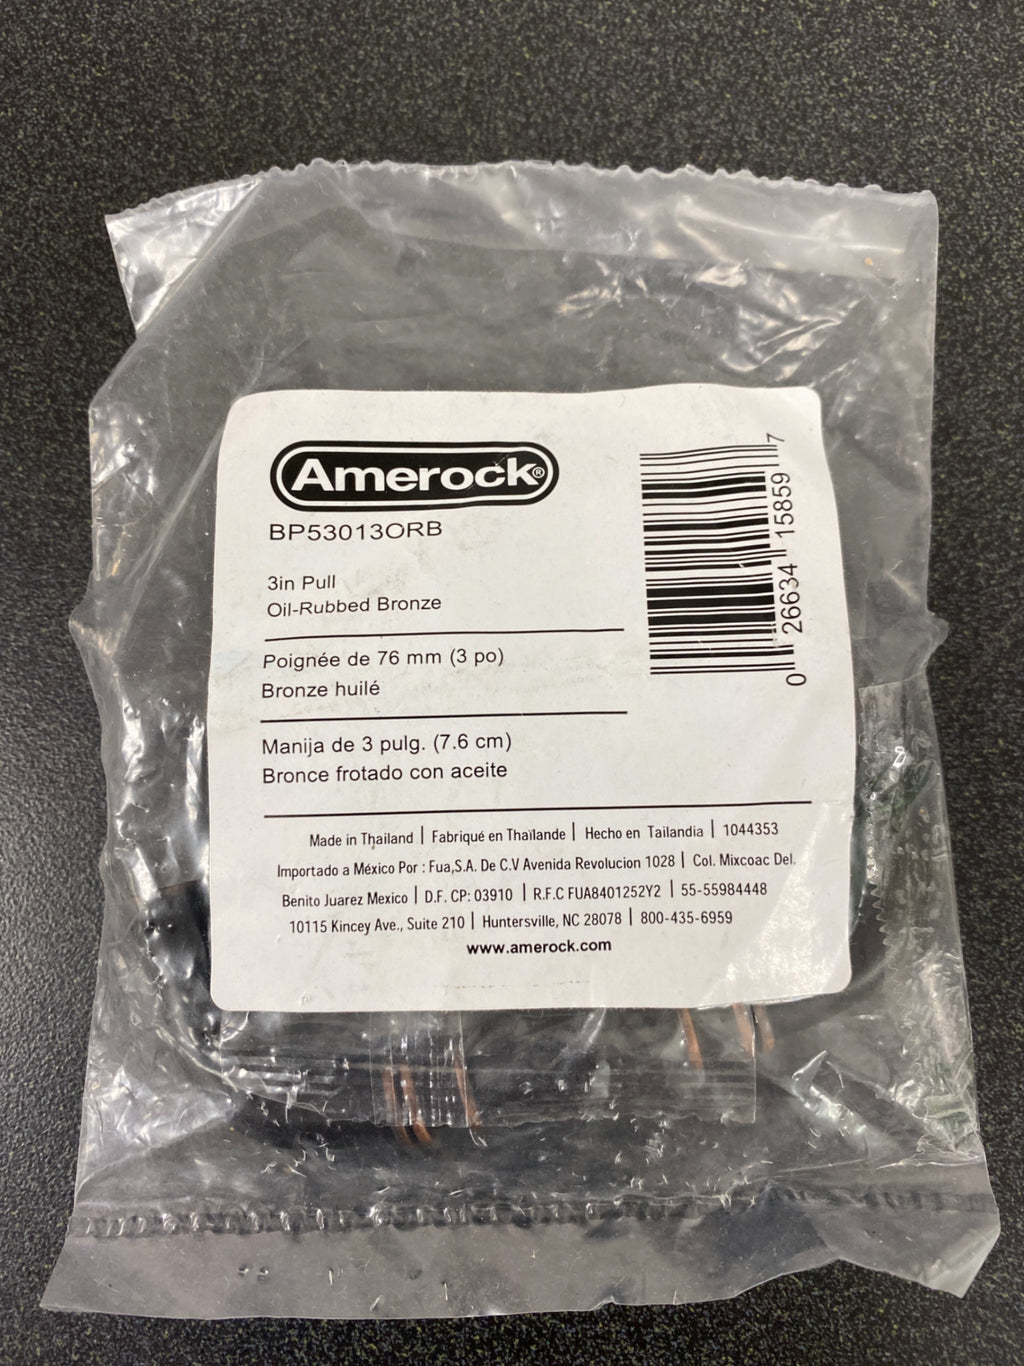 Amerock®
BP53013ORB
3in Pull
Oil-Rubbed Bronze
Poignée de 76 mm (3 po)
Bronze huilé
Manija de 3 pulg. (7.6 cm)
Bronce frotado con aceite
0 26634 15859 7
Made in Thailand | Fabriqué en Thaïlande | Hecho en Tailandia | 1044353
Importado a México Por : Fua,S.A. De C.V Avenida Revolucion 1028 | Col. Mixcoac Del.
Benito Juarez Mexico | D.F. CP: 03910 | R.F.C FUA8401252Y2 | 55-55984448
10115 Kincey Ave., Suite 210 | Huntersville, NC 28078 | 800-435-6959
www.amerock.com